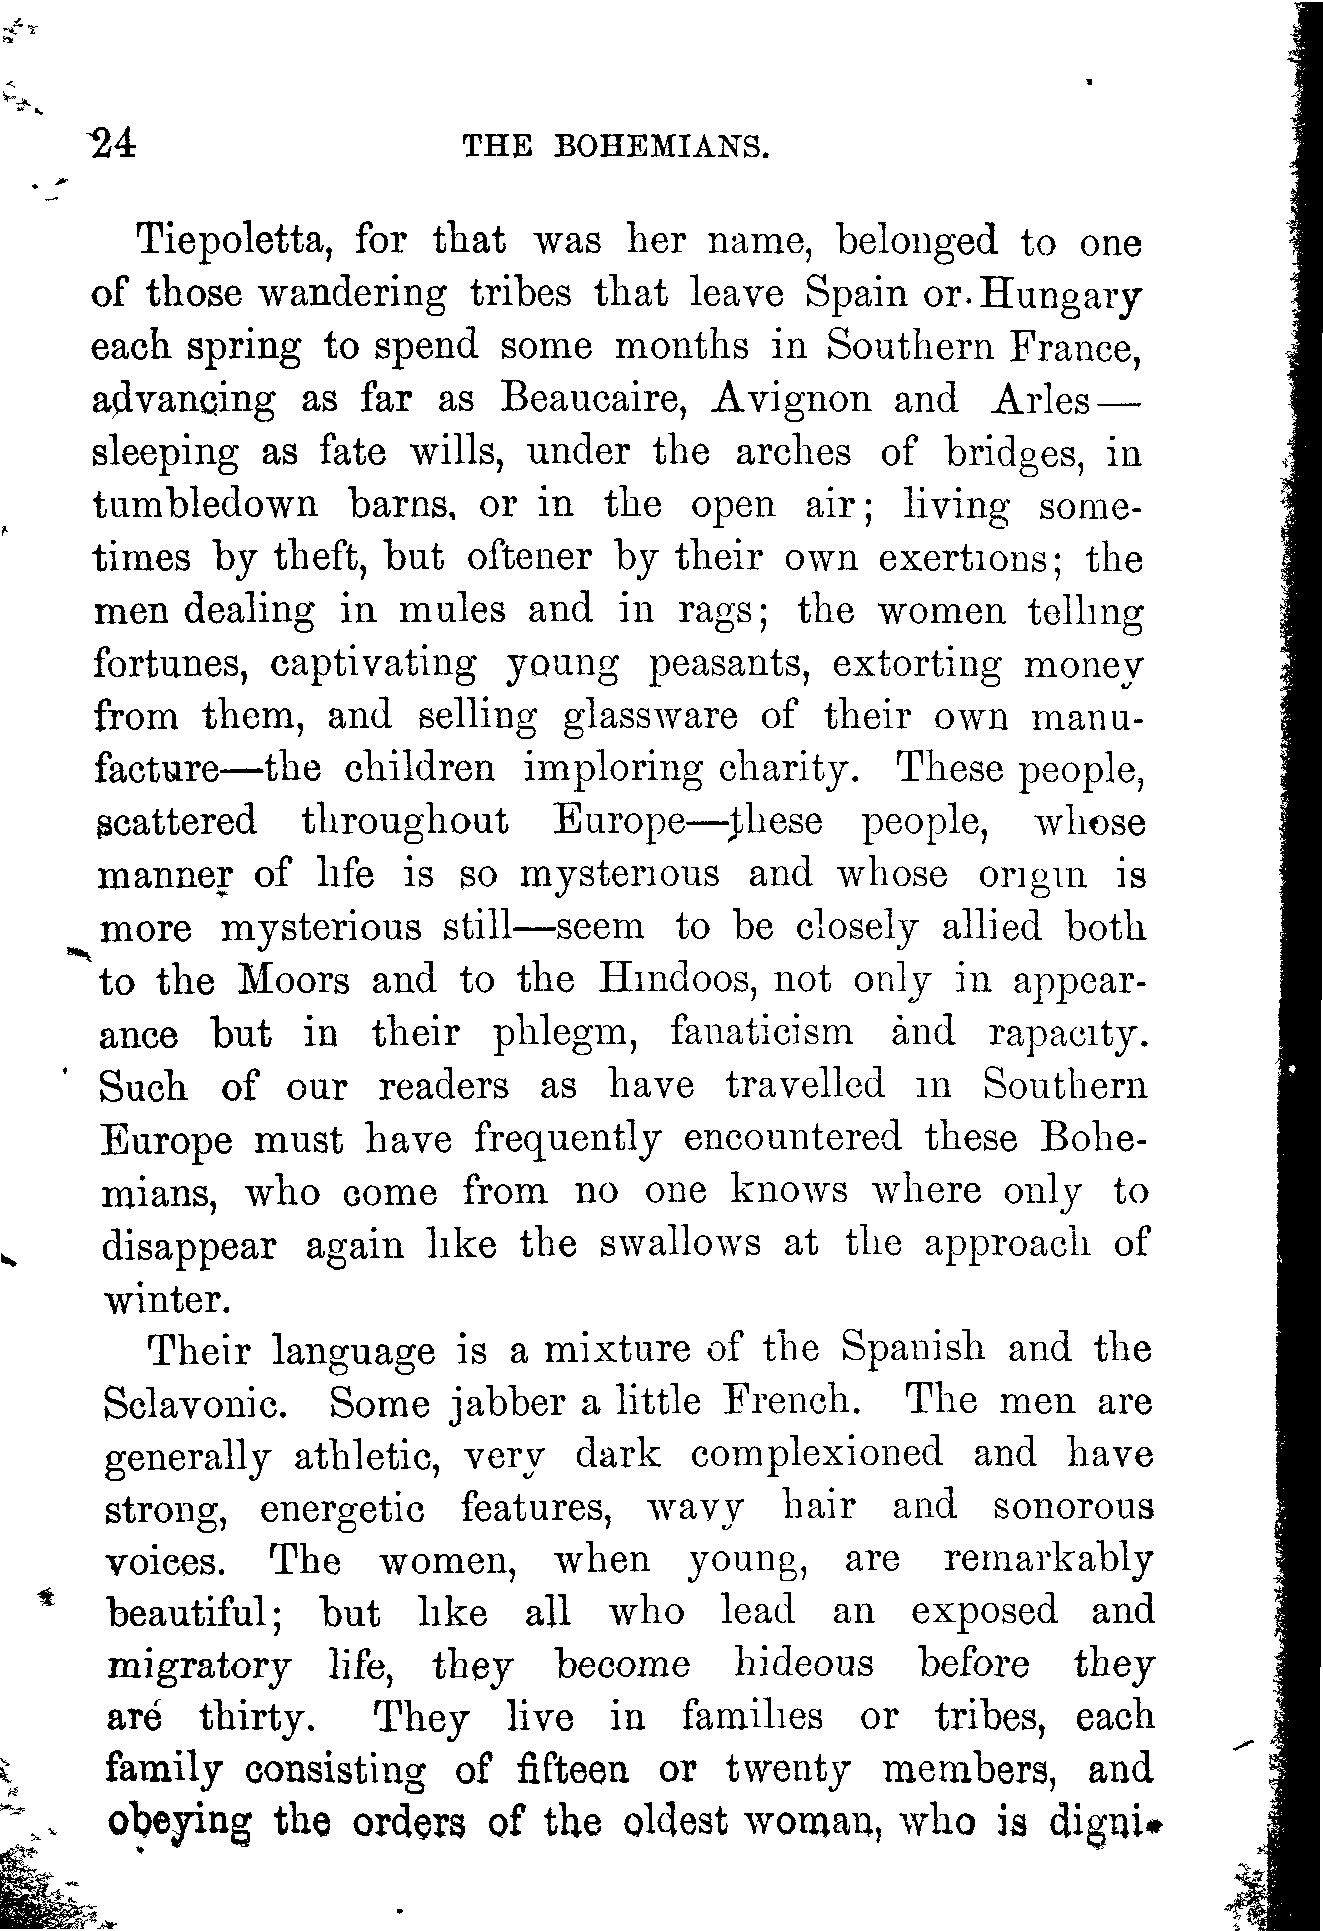 24 THE BOHEMIANS.
Tiepoletta, for that was her name, belonged to one
of those wandering tribes that leave Spain or Hungary
each spring to spend some months in Southern France,
advancing as far as Beaucaire, Avignon and Arles—
sleeping as fate wills, under the arches of bridges, in
tumbledown barns, or in the open air; living some-
times by theft, but oftener by their own exertions; the
men dealing in mules and in rags; the women telling
fortunes, captivating young peasants, extorting money
from them, and selling glassware of their own manu-
facture—the children imploring charity. These people,
scattered throughout Europe—these people, whose
manner of life is so mysterious and whose origin is
more mysterious still—seem to be closely allied both
to the Moors and to the Hindoos, not only in appear-
ance but in their phlegm, fanaticism and rapacity.
Such of our readers as have travelled in Southern
Europe must have frequently encountered these Bohe-
mians, who come from no one knows where only to
disappear again like the swallows at the approach of
winter.
Their language is a mixture of the Spanish and the
Sclavonic. Some jabber a little French. The men are
generally athletic, very dark complexioned and have
strong, energetic features, wavy hair and sonorous
voices. The women, when young, are remarkably
beautiful; but like all who lead an exposed and
migratory life, they become hideous before they
are thirty. They live in families or tribes, each
family consisting of fifteen or twenty members, and
obeying the orders of the oldest woman, who is digni-